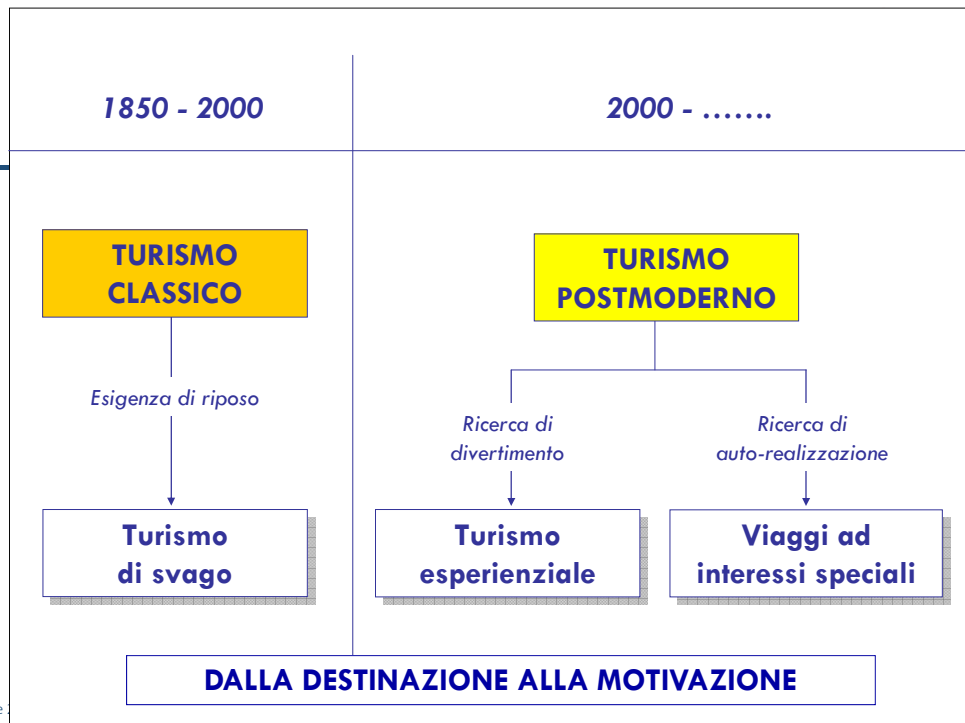 1850 - 2000
2000 - .......
TURISMO
CLASSICO
Esigenza di riposo
Turismo
di svago
TURISMO
POSTMODERNO
Ricerca di
divertimento
Ricerca di
auto-realizzazione
Turismo
esperienziale
Viaggi ad
interessi speciali
DALLA DESTINAZIONE ALLA MOTIVAZIONE